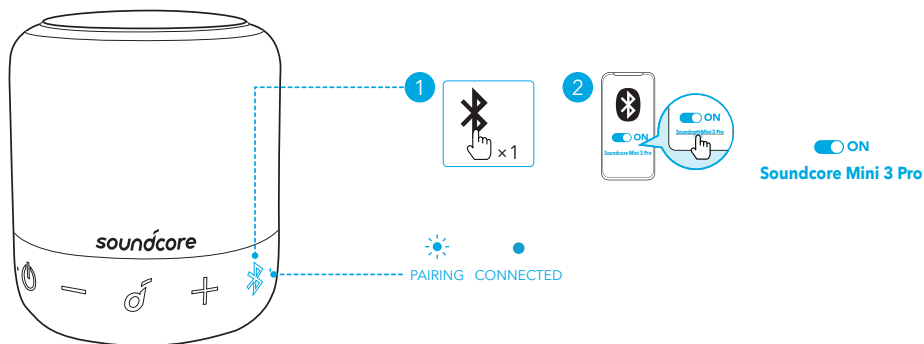 1
×1
2
ON
Soundcore Mini 3 Pro
ON
Soundcore Mini 3 Pro
ON
Soundcore Mini 3 Pro
soundcore
PAIRING CONNECTED